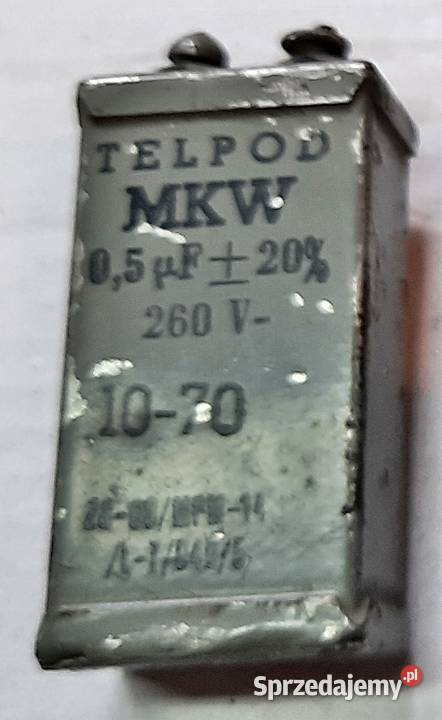 TELPOD
MKW
0,5 µF ± 20%
260 V-
10-70
Sprzedajemy.pl